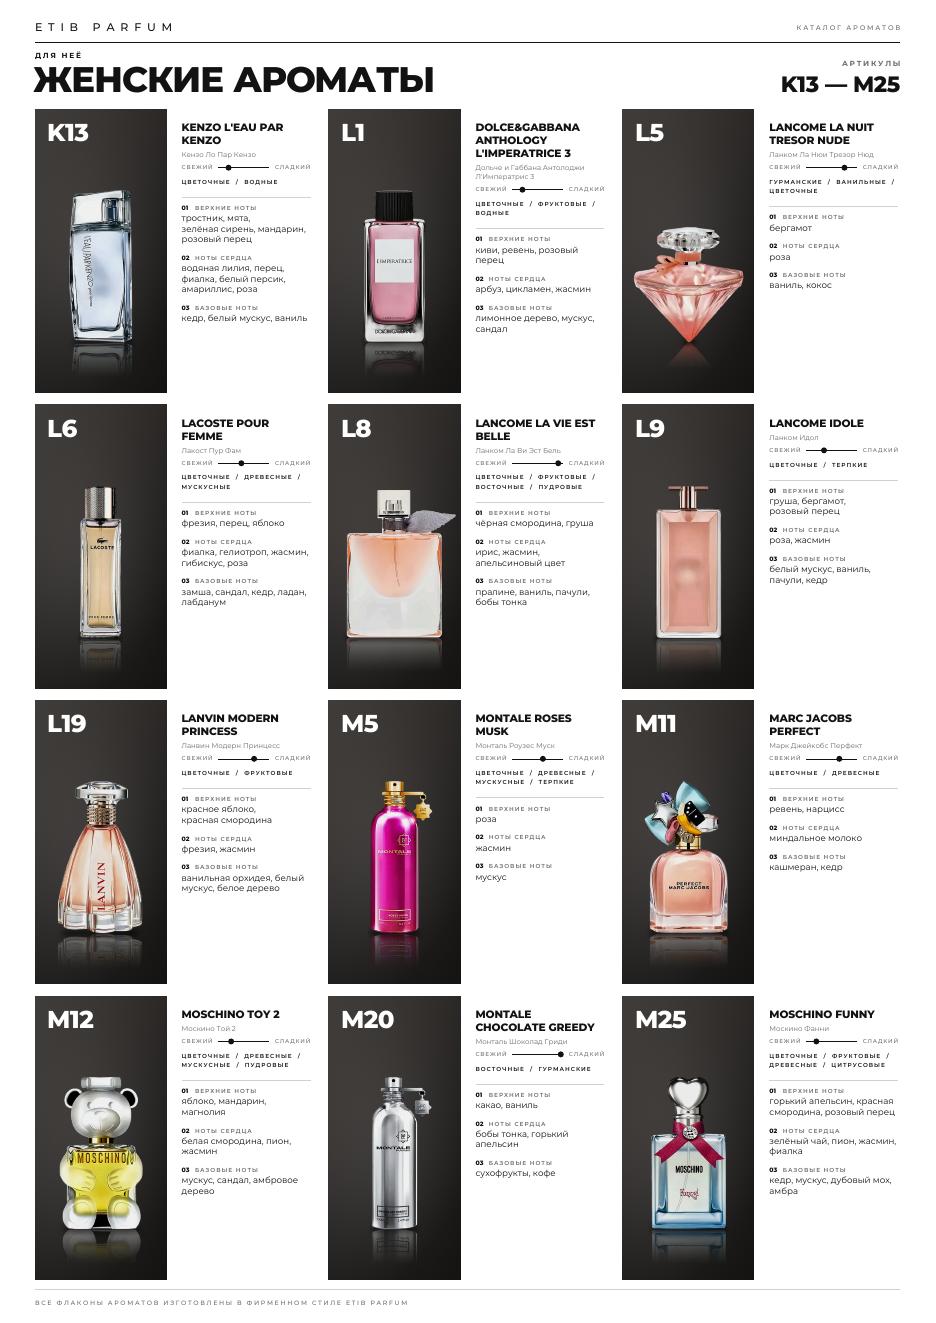 ETIB PARFUM
КАТАЛОГ АРОМАТОВ
ДЛЯ НЕЁ
ЖЕНСКИЕ АРОМАТЫ
АРТИКУЛЫ
K13 — M25
K13
L'EAU PAR KENZO
KENZO L'EAU PAR
KENZO
Кензо Ло Пар Кензо
СВЕЖИЙ СЛАДКИЙ
ЦВЕТОЧНЫЕ / ВОДНЫЕ
01 ВЕРХНИЕ НОТЫ
тростник, мята,
зелёная сирень, мандарин,
розовый перец
02 НОТЫ СЕРДЦА
водяная лилия, перец,
фиалка, белый персик,
амариллис, роза
03 БАЗОВЫЕ НОТЫ
кедр, белый мускус, ваниль
L1
L'IMPERATRICE
DOLCE&GABBANA
DOLCE&GABBANA
ANTHOLOGY
L'IMPERATRICE 3
Дольче и Габбана Антолоджи
Л'Императрис 3
СВЕЖИЙ СЛАДКИЙ
ЦВЕТОЧНЫЕ / ФРУКТОВЫЕ /
ВОДНЫЕ
01 ВЕРХНИЕ НОТЫ
киви, ревень, розовый
перец
02 НОТЫ СЕРДЦА
арбуз, цикламен, жасмин
03 БАЗОВЫЕ НОТЫ
лимонное дерево, мускус,
сандал
L5
LANCOME LA NUIT
TRESOR NUDE
Ланком Ла Нюи Трезор Нюд
СВЕЖИЙ СЛАДКИЙ
ГУРМАНСКИЕ / ВАНИЛЬНЫЕ /
ЦВЕТОЧНЫЕ
01 ВЕРХНИЕ НОТЫ
бергамот
02 НОТЫ СЕРДЦА
роза
03 БАЗОВЫЕ НОТЫ
ваниль, кокос
L6
LACOSTE
POUR FEMME
LACOSTE POUR
FEMME
Лакост Пур Фам
СВЕЖИЙ СЛАДКИЙ
ЦВЕТОЧНЫЕ / ДРЕВЕСНЫЕ /
МУСКУСНЫЕ
01 ВЕРХНИЕ НОТЫ
фрезия, перец, яблоко
02 НОТЫ СЕРДЦА
фиалка, гелиотроп, жасмин,
гибискус, роза
03 БАЗОВЫЕ НОТЫ
замша, сандал, кедр, ладан,
лабданум
L8
LANCOME LA VIE EST
BELLE
Ланком Ла Ви Эст Бель
СВЕЖИЙ СЛАДКИЙ
ЦВЕТОЧНЫЕ / ФРУКТОВЫЕ /
ВОСТОЧНЫЕ / ПУДРОВЫЕ
01 ВЕРХНИЕ НОТЫ
чёрная смородина, груша
02 НОТЫ СЕРДЦА
ирис, жасмин,
апельсиновый цвет
03 БАЗОВЫЕ НОТЫ
пралине, ваниль, пачули,
бобы тонка
L9
LANCOME IDOLE
Ланком Идол
СВЕЖИЙ СЛАДКИЙ
ЦВЕТОЧНЫЕ / ТЕРПКИЕ
01 ВЕРХНИЕ НОТЫ
груша, бергамот,
розовый перец
02 НОТЫ СЕРДЦА
роза, жасмин
03 БАЗОВЫЕ НОТЫ
белый мускус, ваниль,
пачули, кедр
L19
LANVIN
LANVIN MODERN
PRINCESS
Ланвин Модерн Принцесс
СВЕЖИЙ СЛАДКИЙ
ЦВЕТОЧНЫЕ / ФРУКТОВЫЕ
01 ВЕРХНИЕ НОТЫ
красное яблоко,
красная смородина
02 НОТЫ СЕРДЦА
фрезия, жасмин
03 БАЗОВЫЕ НОТЫ
ванильная орхидея, белый
мускус, белое дерево
M5
MONTALE
MONTALE ROSES
MUSK
Монталь Роузес Муск
СВЕЖИЙ СЛАДКИЙ
ЦВЕТОЧНЫЕ / ДРЕВЕСНЫЕ /
МУСКУСНЫЕ / ТЕРПКИЕ
01 ВЕРХНИЕ НОТЫ
роза
02 НОТЫ СЕРДЦА
жасмин
03 БАЗОВЫЕ НОТЫ
мускус
M11
PERFECT
MARC JACOBS
MARC JACOBS
PERFECT
Марк Джейкобс Перфект
СВЕЖИЙ СЛАДКИЙ
ЦВЕТОЧНЫЕ / ДРЕВЕСНЫЕ
01 ВЕРХНИЕ НОТЫ
ревень, нарцисс
02 НОТЫ СЕРДЦА
миндальное молоко
03 БАЗОВЫЕ НОТЫ
кашмеран, кедр
M12
MOSCHINO
MOSCHINO TOY 2
Москино Той 2
СВЕЖИЙ СЛАДКИЙ
ЦВЕТОЧНЫЕ / ДРЕВЕСНЫЕ /
МУСКУСНЫЕ / ПУДРОВЫЕ
01 ВЕРХНИЕ НОТЫ
яблоко, мандарин,
магнолия
02 НОТЫ СЕРДЦА
белая смородина, пион,
жасмин
03 БАЗОВЫЕ НОТЫ
мускус, сандал, амбровое
дерево
M20
MONTALE
MONTALE
CHOCOLATE GREEDY
Монталь Шоколад Гриди
СВЕЖИЙ СЛАДКИЙ
ВОСТОЧНЫЕ / ГУРМАНСКИЕ
01 ВЕРХНИЕ НОТЫ
какао, ваниль
02 НОТЫ СЕРДЦА
бобы тонка, горький
апельсин
03 БАЗОВЫЕ НОТЫ
сухофрукты, кофе
M25
MOSCHINO
Funny!
MOSCHINO FUNNY
Москино Фанни
СВЕЖИЙ СЛАДКИЙ
ЦВЕТОЧНЫЕ / ФРУКТОВЫЕ /
ДРЕВЕСНЫЕ / ЦИТРУСОВЫЕ
01 ВЕРХНИЕ НОТЫ
горький апельсин, красная
смородина, розовый перец
02 НОТЫ СЕРДЦА
зелёный чай, пион, жасмин,
фиалка
03 БАЗОВЫЕ НОТЫ
кедр, мускус, дубовый мох,
амбра
ВСЕ ФЛАКОНЫ АРОМАТОВ ИЗГОТОВЛЕНЫ В ФИРМЕННОМ СТИЛЕ ETIB PARFUM